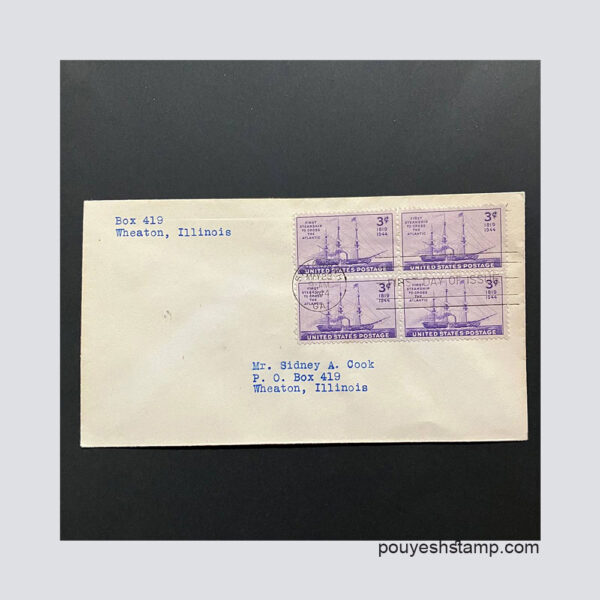 Box 419
Wheaton, Illinois
FIRST
STEAMSHIP
TO CROSS
THE
ATLANTIC
3¢
1819
1944
UNITED STATES POSTAGE
FIRST
STEAMSHIP
TO CROSS
THE
ATLANTIC
3¢
1819
1944
UNITED STATES POSTAGE
FIRST DAY OF ISSUE
FIRST
STEAMSHIP
TO CROSS
THE
ATLANTIC
3¢
1819
1944
UNITED STATES POSTAGE
FIRST
STEAMSHIP
TO CROSS
THE
ATLANTIC
3¢
1819
1944
UNITED STATES POSTAGE
Mr. Sidney A. Cook
P. O. Box 419
Wheaton, Illinois
pouyeshstamp.com